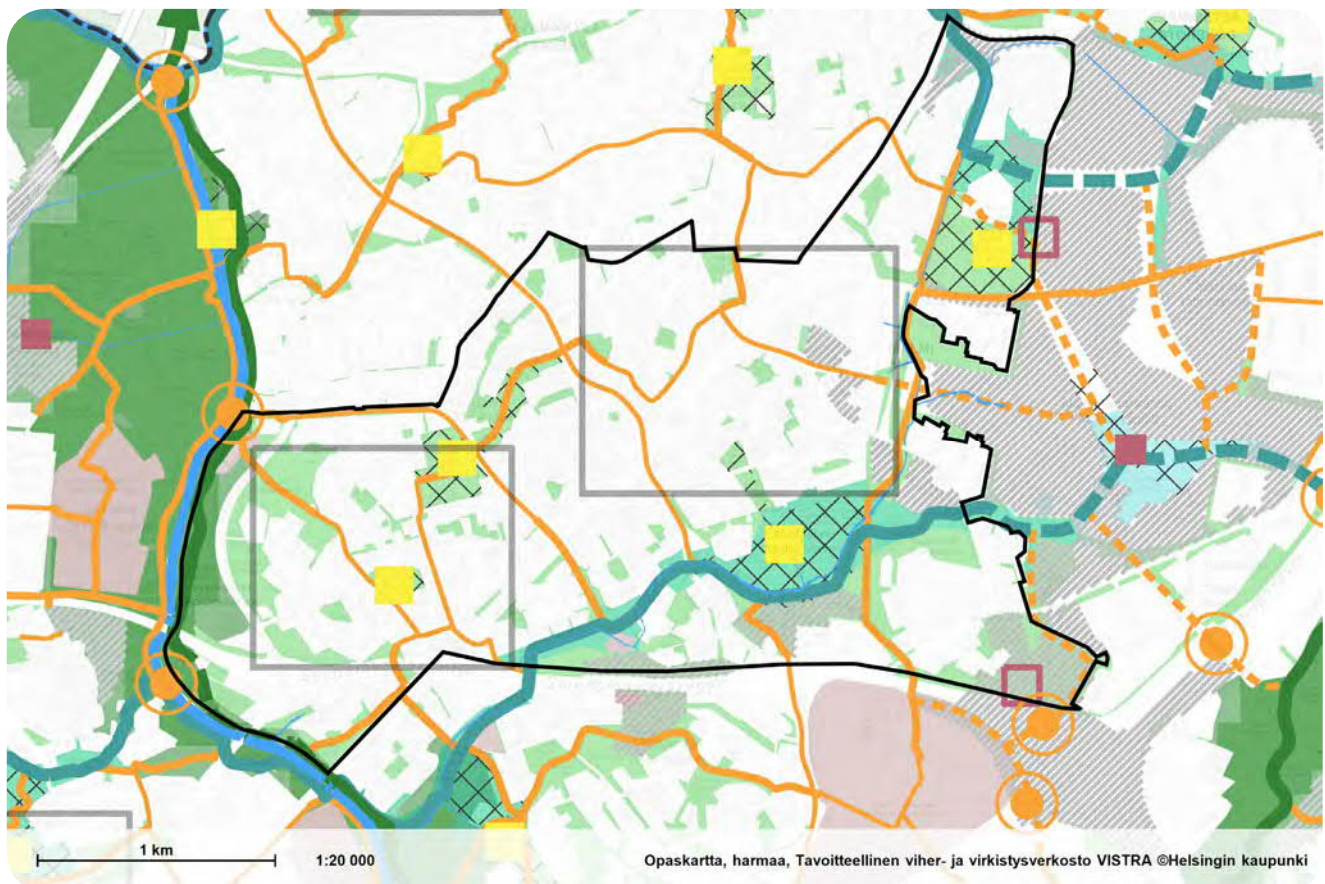 1 km
1:20 000
Opaskartta, harmaa, Tavoitteellinen viher- ja virkistysverkosto VISTRA ©Helsingin kaupunki